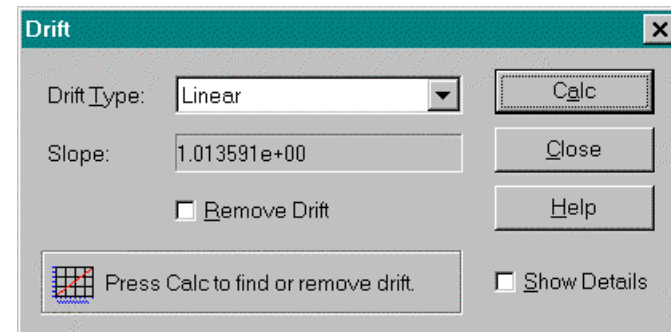 Drift
Drift Type: Linear Calc
Slope: 1.013591e+00 Close
Remove Drift Help
Press Calc to find or remove drift. Show Details